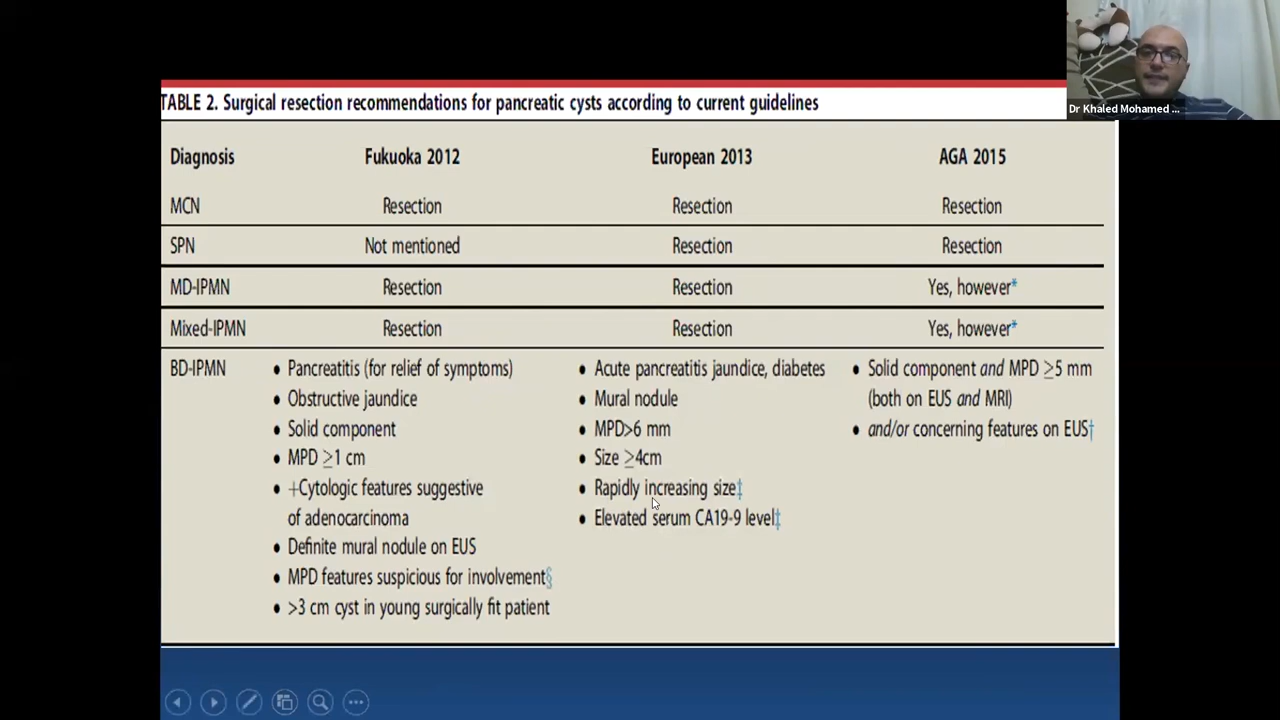 Dr Khaled Mohamed ...
TABLE 2. Surgical resection recommendations for pancreatic cysts according to current guidelines
Diagnosis Fukuoka 2012 European 2013 AGA 2015
MCN Resection Resection Resection
SPN Not mentioned Resection Resection
MD-IPMN Resection Resection Yes, however*
Mixed-IPMN Resection Resection Yes, however*
BD-IPMN
• Pancreatitis (for relief of symptoms)
• Obstructive jaundice
• Solid component
• MPD ≥1 cm
• +Cytologic features suggestive
of adenocarcinoma
• Definite mural nodule on EUS
• MPD features suspicious for involvement§
• >3 cm cyst in young surgically fit patient
• Acute pancreatitis jaundice, diabetes
• Mural nodule
• MPD>6 mm
• Size ≥4cm
• Rapidly increasing size‡
• Elevated serum CA19-9 level‡
• Solid component and MPD ≥5 mm
(both on EUS and MRI)
• and/or concerning features on EUS†